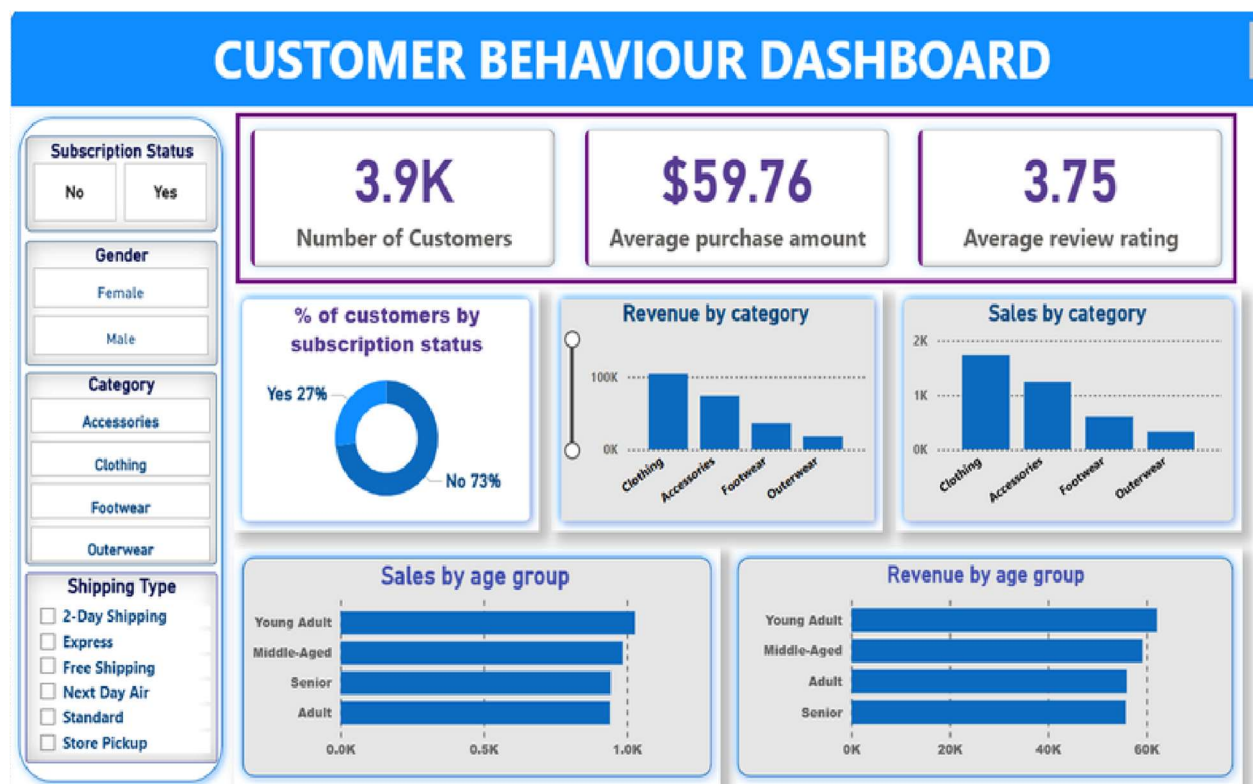 CUSTOMER BEHAVIOUR DASHBOARD
Subscription Status
No
Yes
Gender
Female
Male
Category
Accessories
Clothing
Footwear
Outerwear
Shipping Type
2-Day Shipping
Express
Free Shipping
Next Day Air
Standard
Store Pickup
3.9K
Number of Customers
$59.76
Average purchase amount
3.75
Average review rating
% of customers by
subscription status
Yes 27%
No 73%
Revenue by category
100K
0K
Clothing
Accessories
Footwear
Outerwear
Sales by category
2K
1K
0K
Clothing
Accessories
Footwear
Outerwear
Sales by age group
Young Adult
Middle-Aged
Senior
Adult
0.0K
0.5K
1.0K
Revenue by age group
Young Adult
Middle-Aged
Adult
Senior
0K
20K
40K
60K